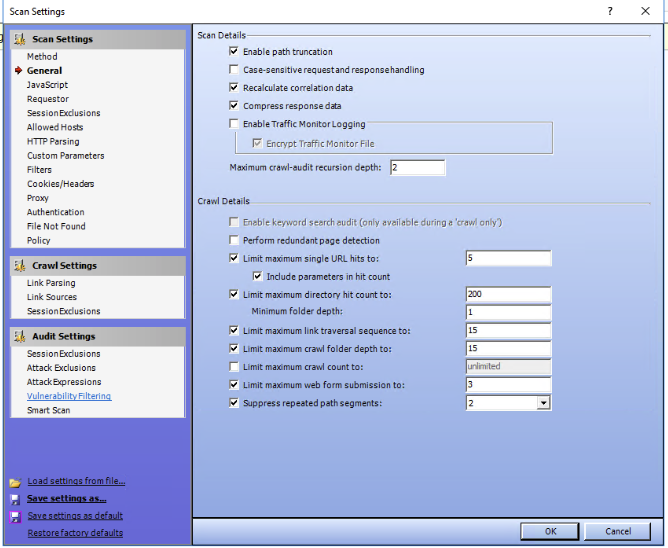 Scan Settings
?
Scan Settings
Method
General
JavaScript
Requestor
SessionExclusions
Allowed Hosts
HTTP Parsing
Custom Parameters
Filters
Cookies/Headers
Proxy
Authentication
File Not Found
Policy
Crawl Settings
Link Parsing
Link Sources
SessionExclusions
Audit Settings
SessionExclusions
Attack Exclusions
AttackExpressions
Vulnerability Filtering
Smart Scan
Load settings from file...
Save settings as...
Save settings as default
Restore factory defaults
Scan Details
Enable path truncation
Case-sensitive request and response handling
Recalculate correlation data
Compress response data
Enable Traffic Monitor Logging
Encrypt Traffic Monitor File
Maximum crawl-audit recursion depth: 2
Crawl Details
Enable keyword search audit (only available during a 'crawl only')
Perform redundant page detection
Limit maximum single URL hits to: 5
Include parameters in hit count
Limit maximum directory hit count to: 200
Minimum folder depth: 1
Limit maximum link traversal sequence to: 15
Limit maximum crawl folder depth to: 15
Limit maximum crawl count to: unlimited
Limit maximum web form submission to: 3
Suppress repeated path segments: 2
OK Cancel